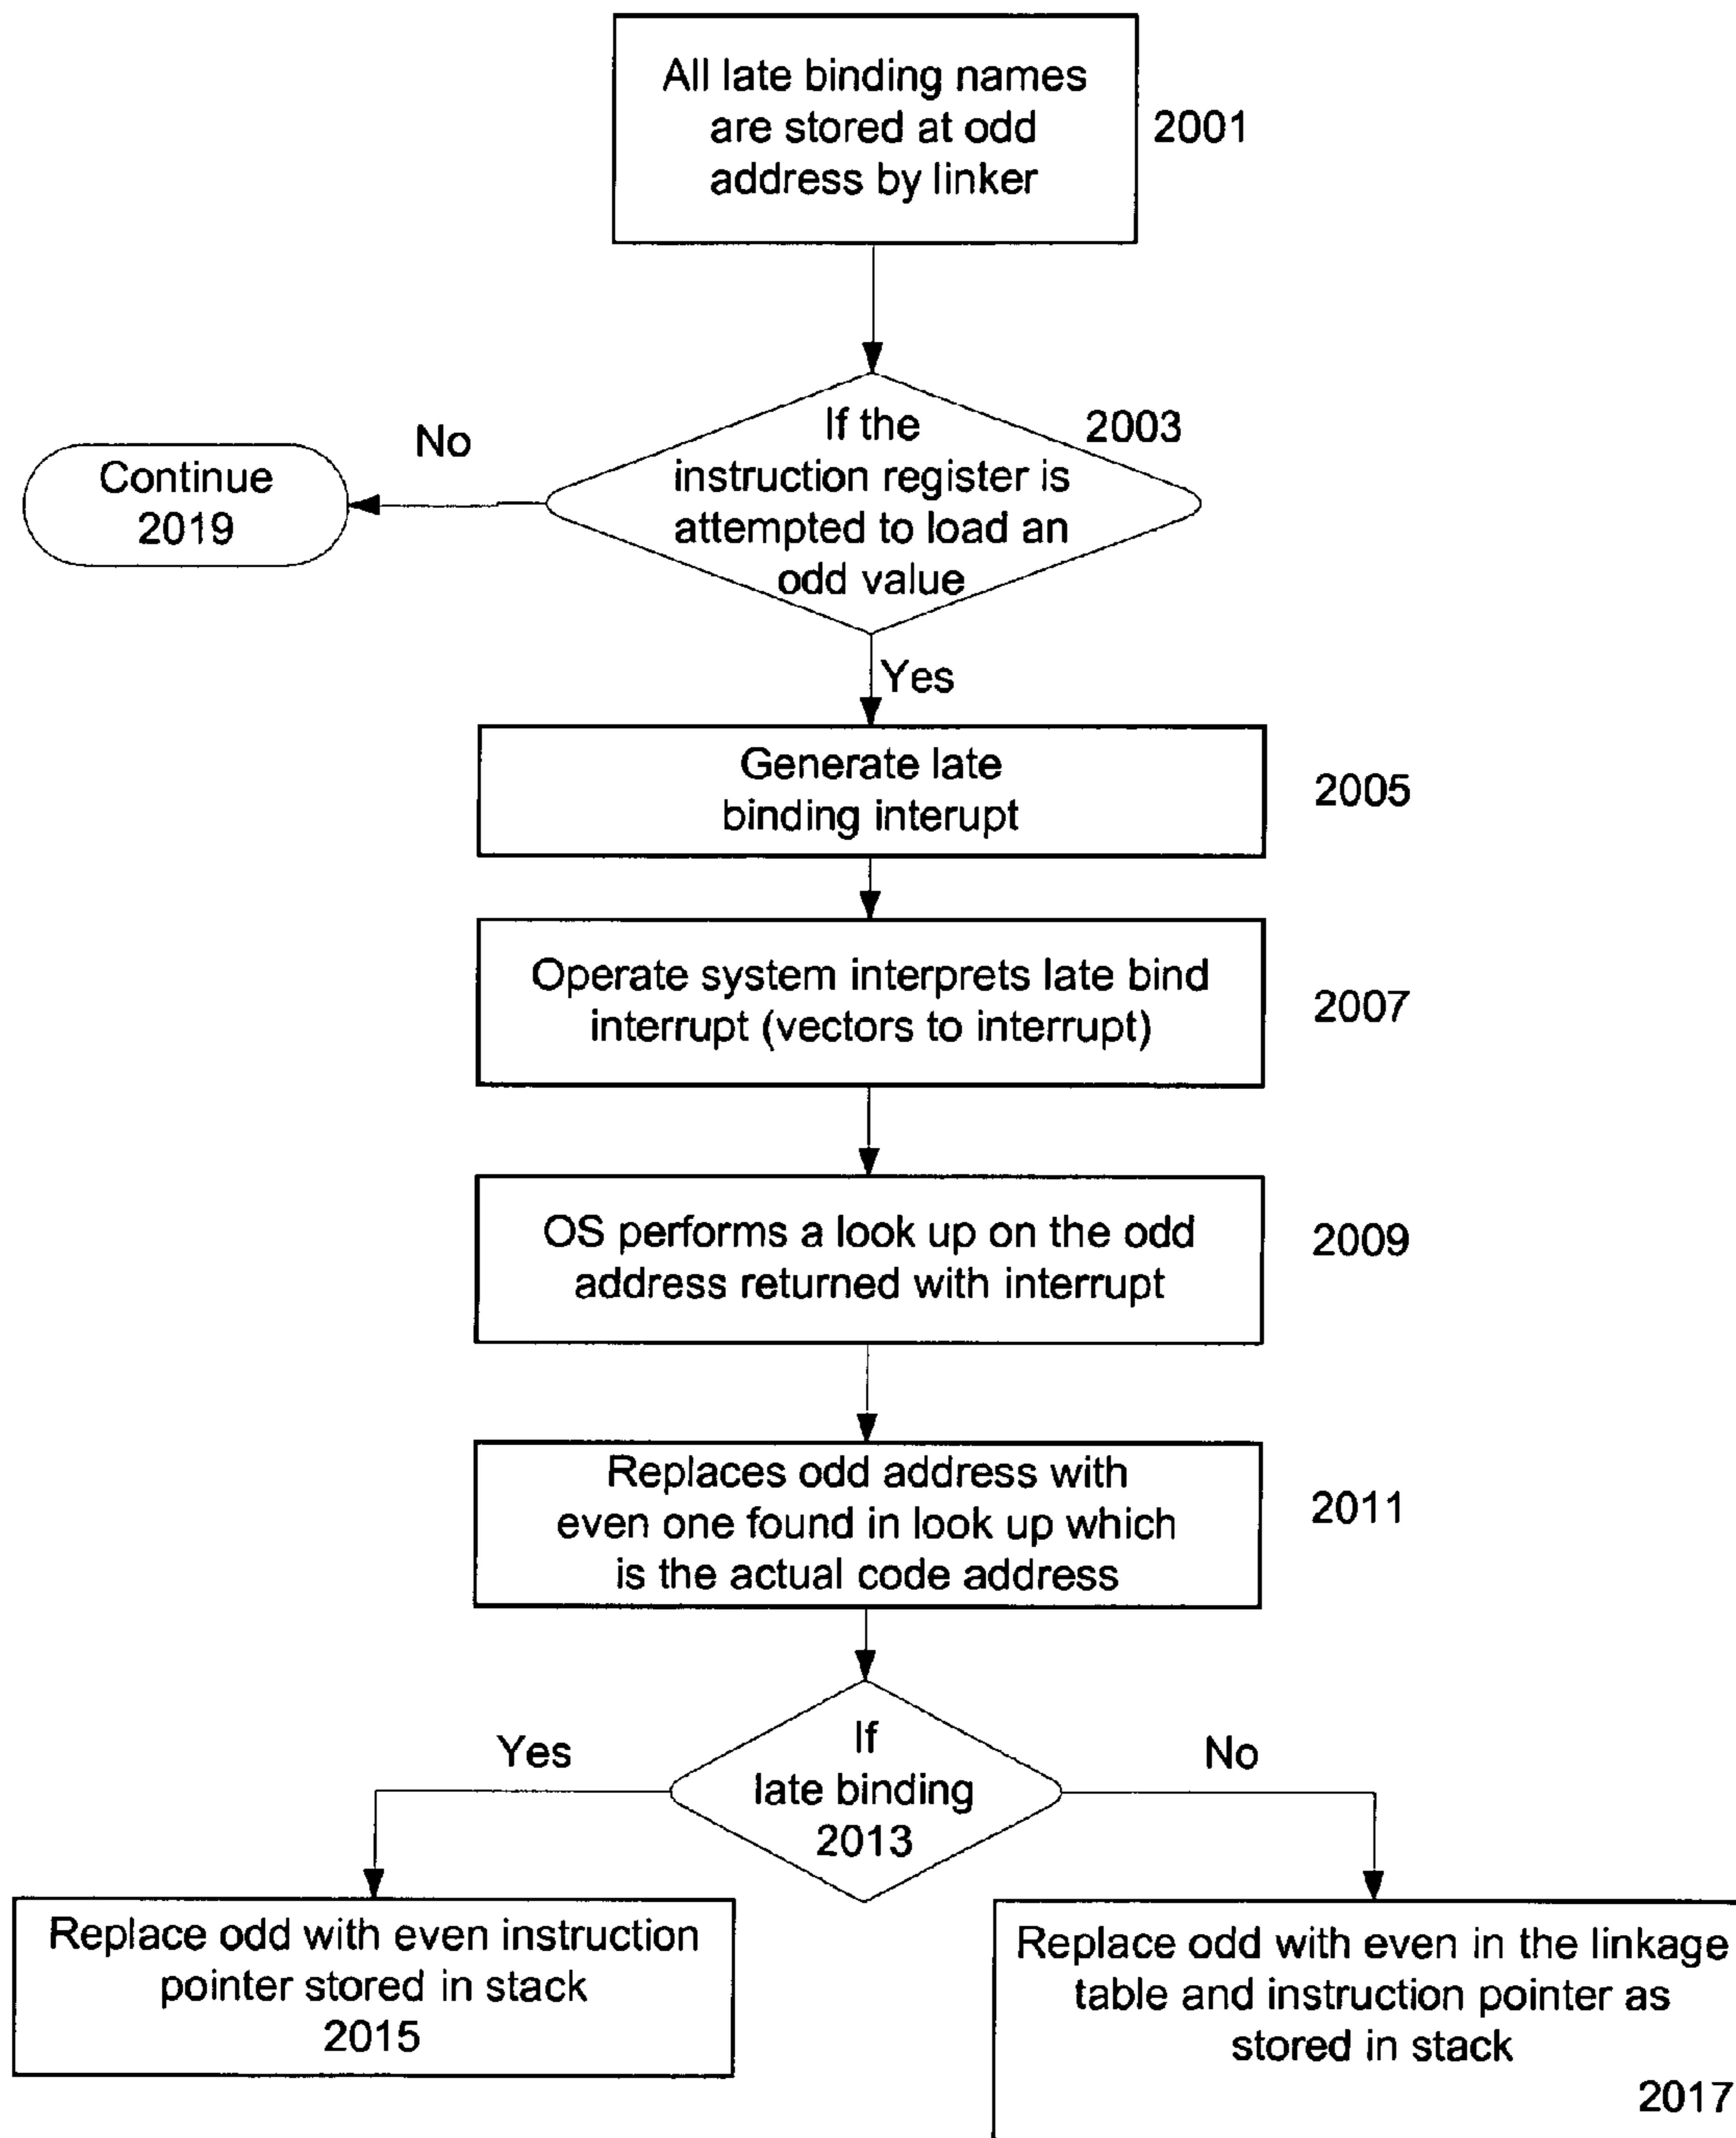 All late binding names
are stored at odd
address by linker
2001
If the
instruction register is
attempted to load an
odd value
2003
No
Continue
2019
Yes
Generate late
binding interupt
2005
Operate system interprets late bind
interrupt (vectors to interrupt)
2007
OS performs a look up on the odd
address returned with interrupt
2009
Replaces odd address with
even one found in look up which
is the actual code address
2011
If
late binding
2013
Yes
No
Replace odd with even instruction
pointer stored in stack
2015
Replace odd with even in the linkage
table and instruction pointer as
stored in stack
2017